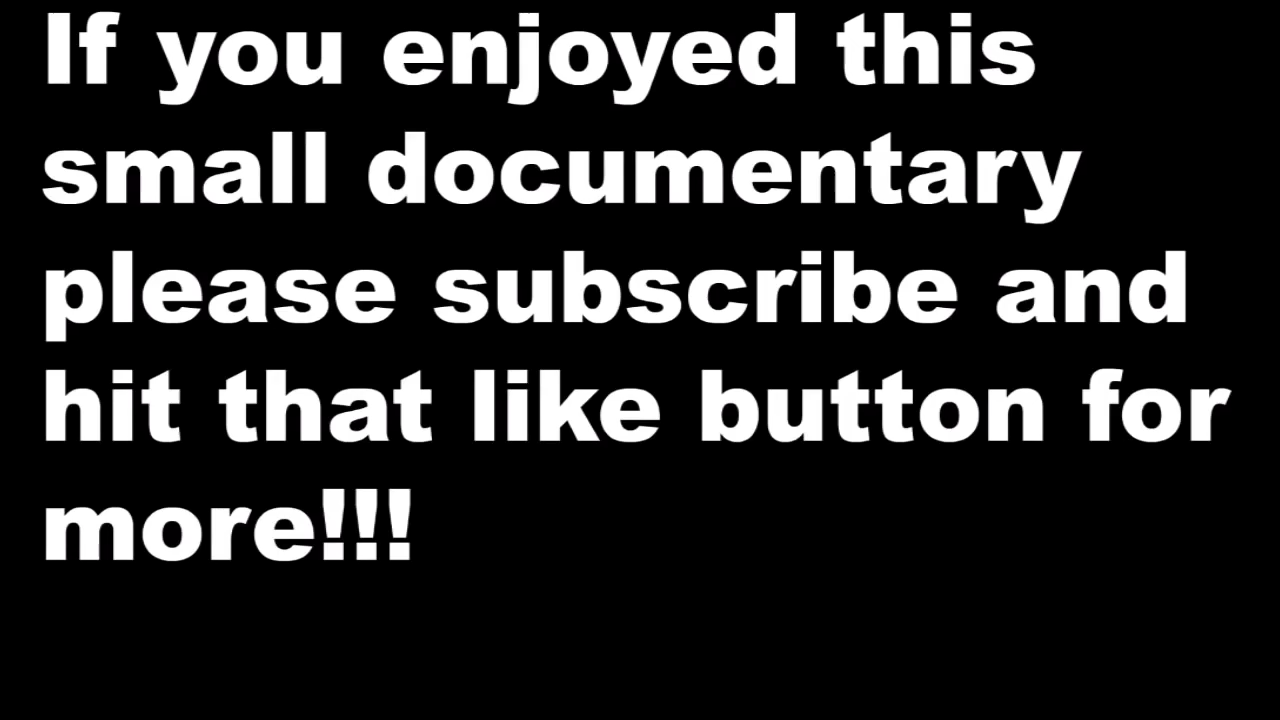 If you enjoyed this
small documentary
please subscribe and
hit that like button for
more!!!